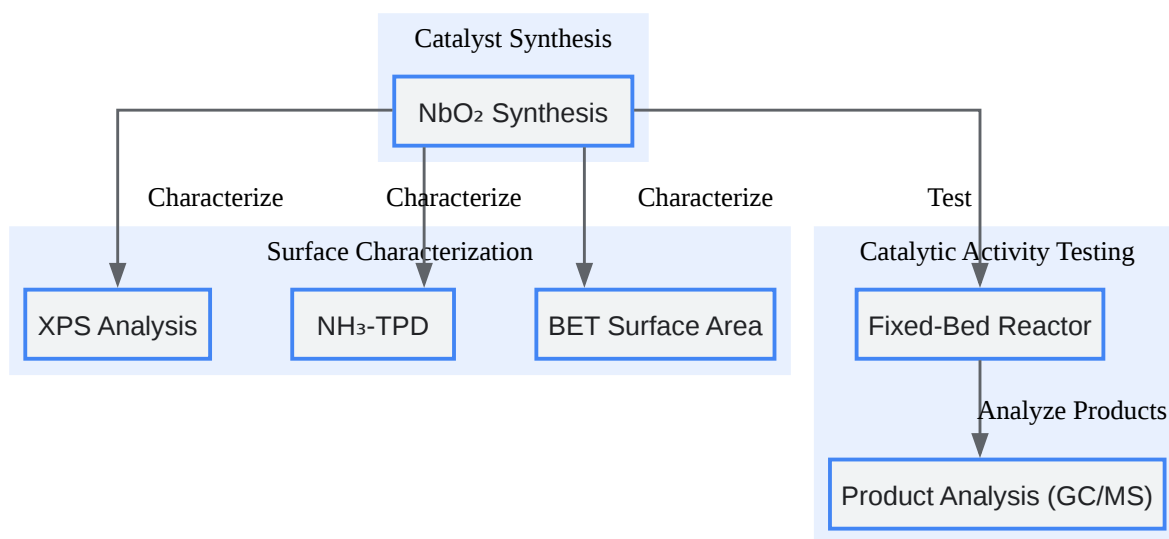 Catalyst Synthesis
NbO₂ Synthesis
Characterize
Characterize
Characterize
Test
Surface Characterization
Catalytic Activity Testing
XPS Analysis
NH₃-TPD
BET Surface Area
Fixed-Bed Reactor
Analyze Products
Product Analysis (GC/MS)